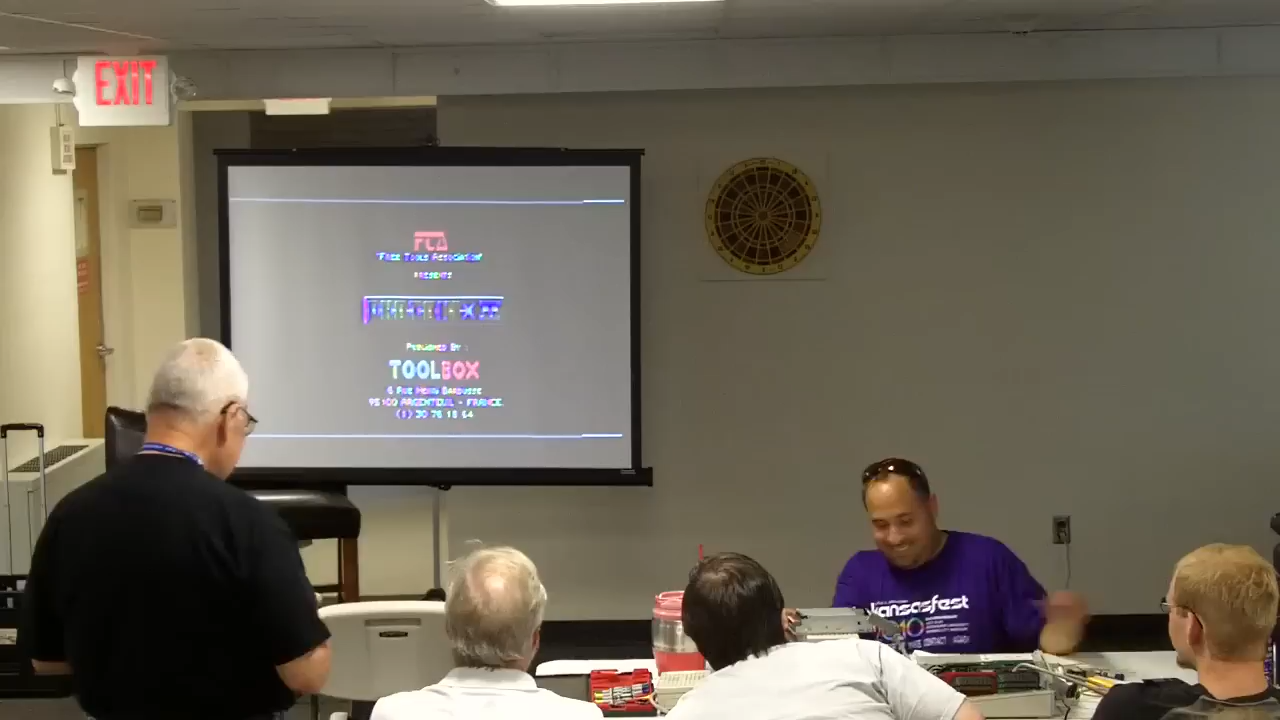 EXIT
FTA
"FREE TOOLS ASSOCIATION"
PRESENTS
PUBLISHED BY :
TOOLBOX
6 RUE HENRI BARBUSSE
95100 ARGENTEUIL - FRANCE.
(1) 30 76 18 64
kansasfest